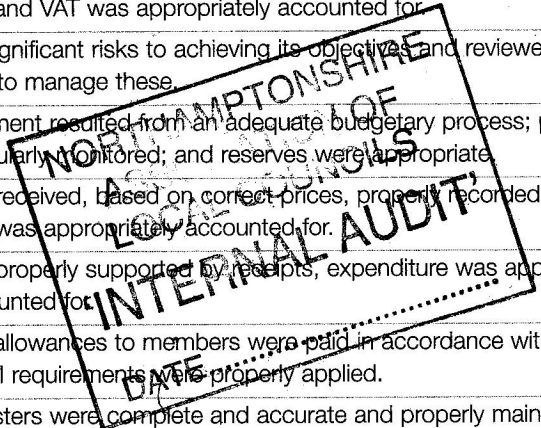 and VAT was appropriately accounted for
gnificant risks to achieving its objectives and reviewe
to manage these.
ment resulted from an adequate budgetary process; p
ularly monitored; and reserves were appropriate.
received, based on correct prices, properly recorded
was appropriately accounted for.
properly supported by receipts, expenditure was app
unted for.
allowances to members were paid in accordance wit
l requirements were properly applied.
sters were complete and accurate and properly main
NORTHAMPTONSHIRE
ASSOCIATION OF
LOCAL COUNCILS
'INTERNAL AUDIT'
DATE